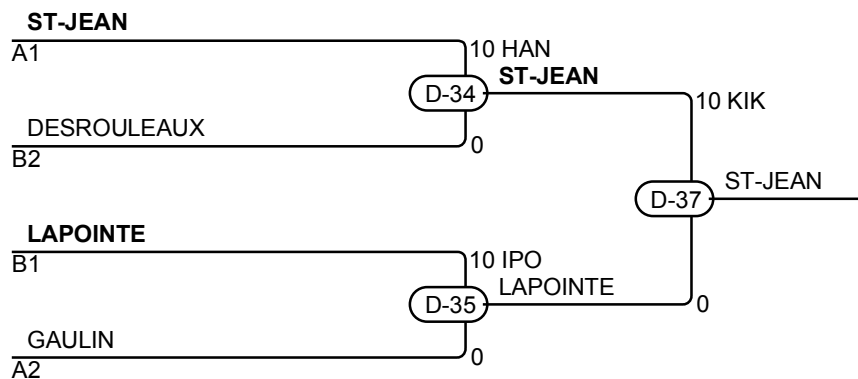 ST-JEAN
A1
10 HAN
D-34
ST-JEAN
DESROULEAUX
B2
0
10 KIK
D-37
ST-JEAN
LAPOINTE
B1
10 IPO
D-35
LAPOINTE
0
GAULIN
A2
0